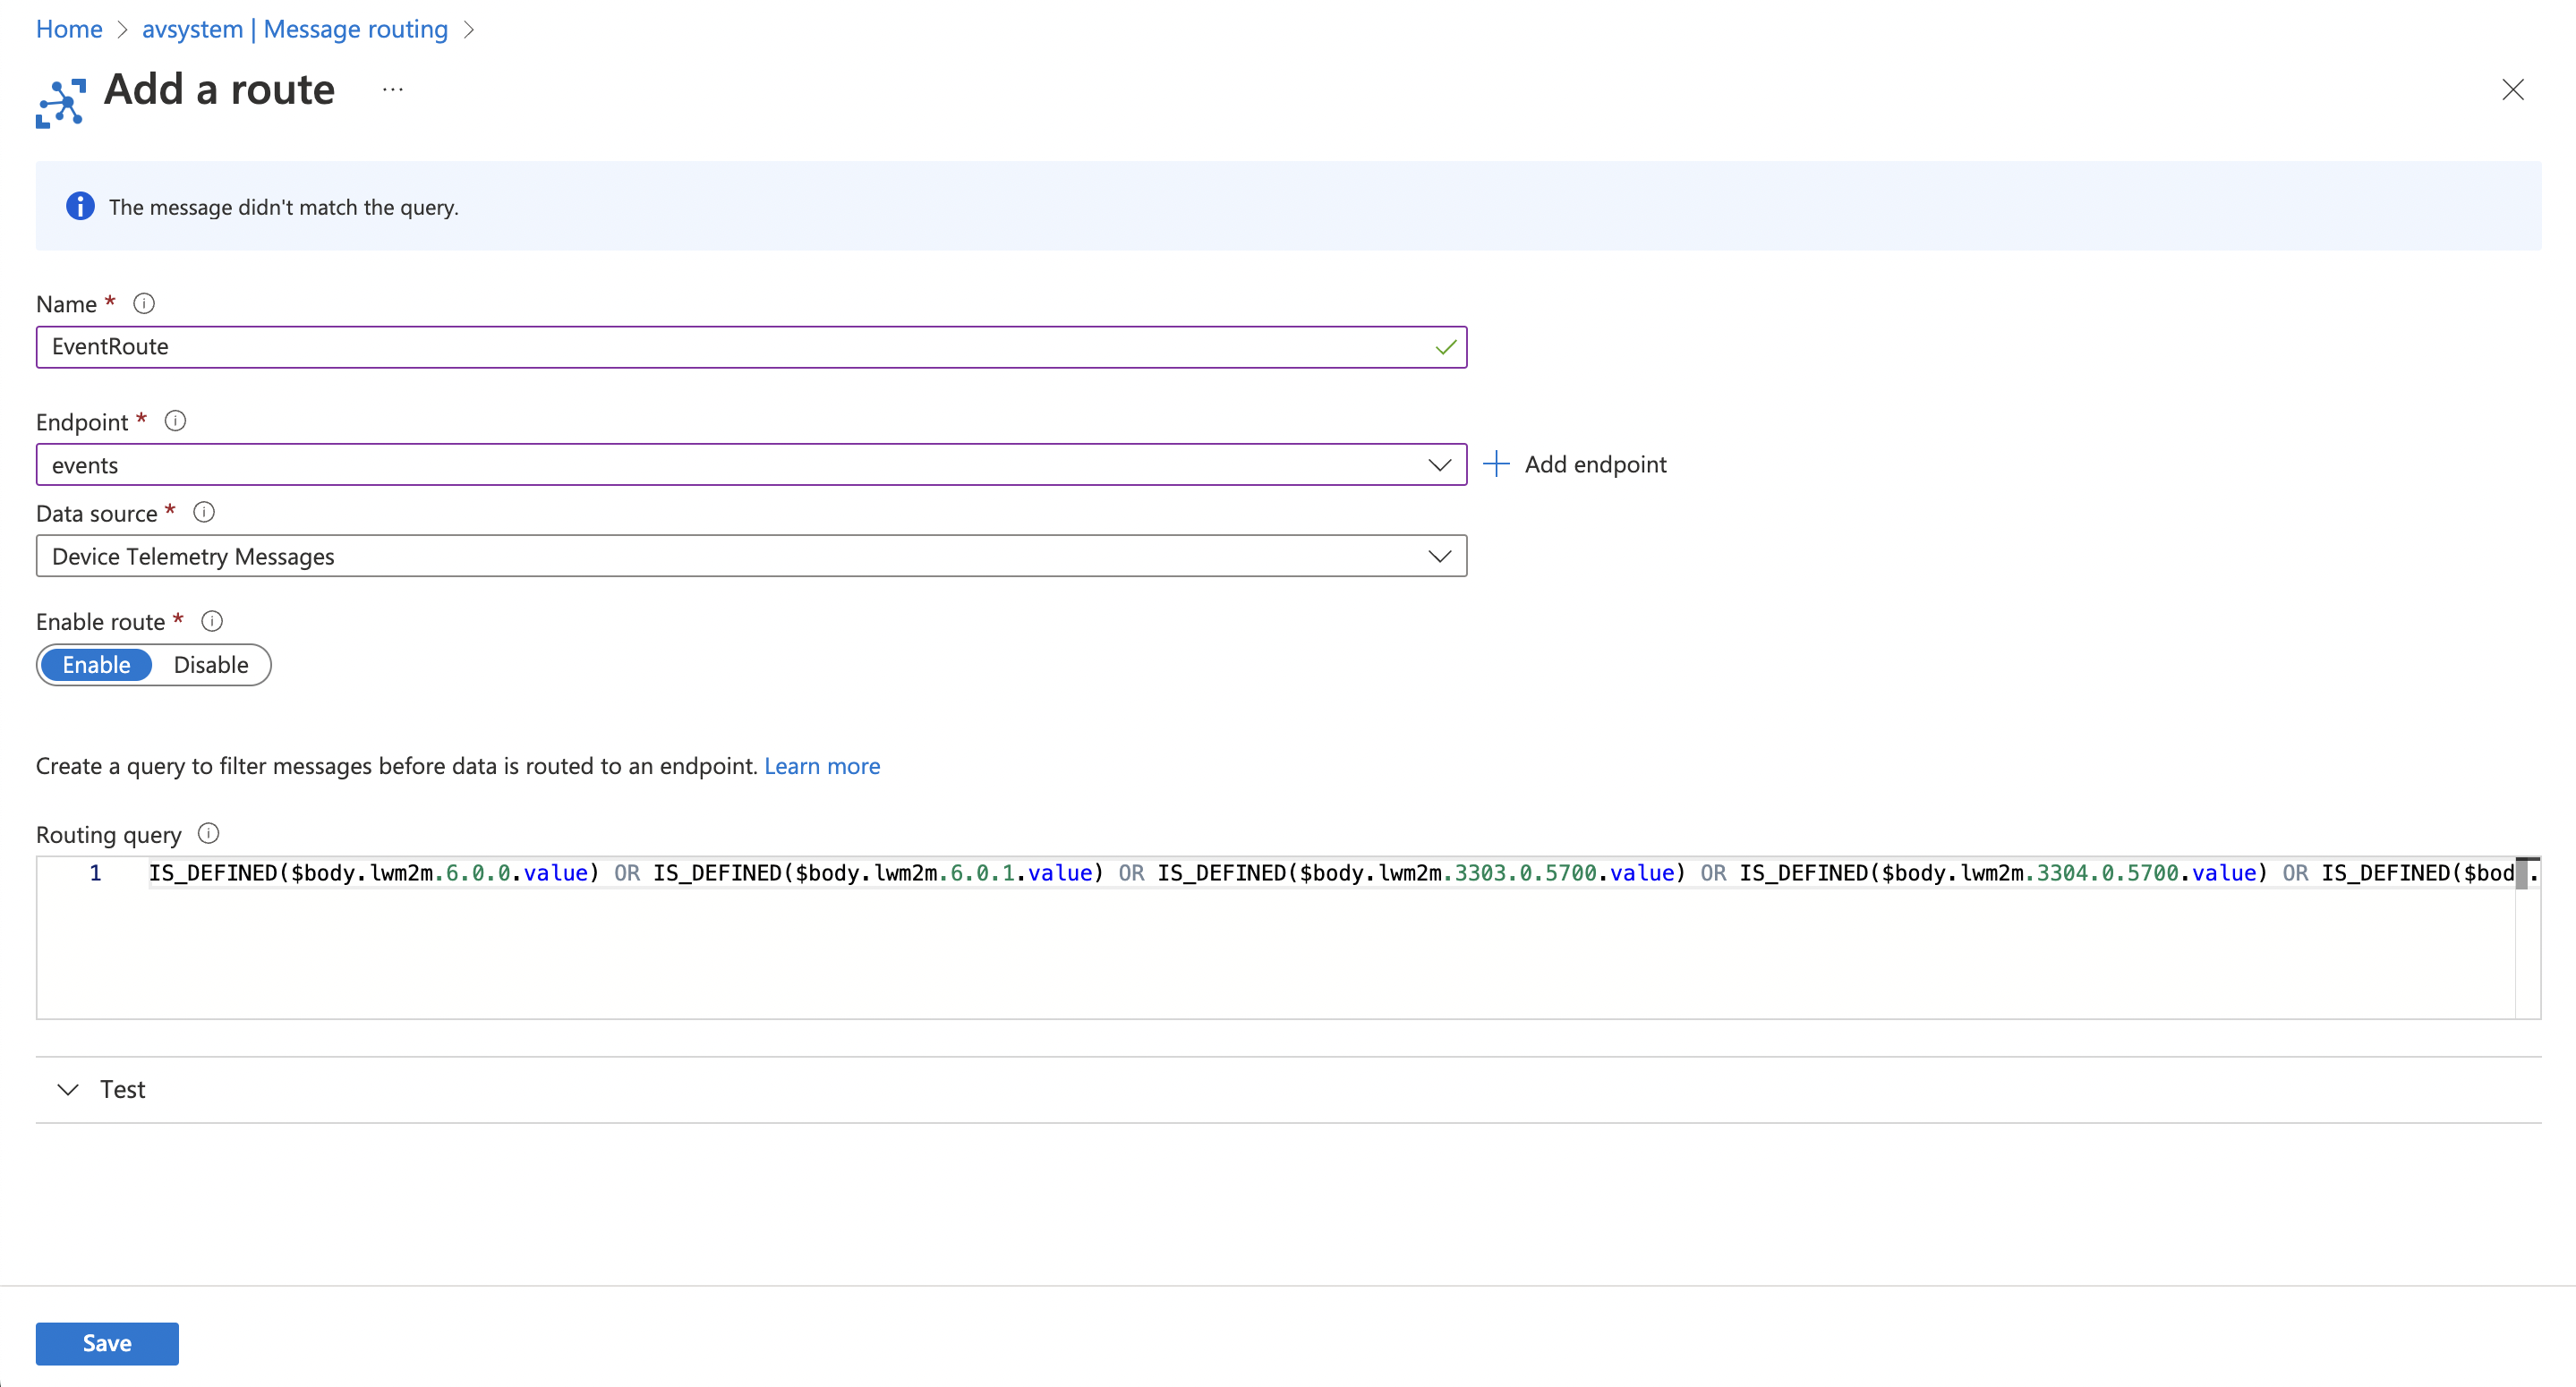 Home > avsystem | Message routing >
Add a route ...
The message didn't match the query.
Name *
EventRoute
Endpoint *
events
Add endpoint
Data source *
Device Telemetry Messages
Enable route *
Enable Disable
Create a query to filter messages before data is routed to an endpoint. Learn more
Routing query
1 IS_DEFINED($body.lwm2m.6.0.0.value) OR IS_DEFINED($body.lwm2m.6.0.1.value) OR IS_DEFINED($body.lwm2m.3303.0.5700.value) OR IS_DEFINED($body.lwm2m.3304.0.5700.value) OR IS_DEFINED($bod .
Test
Save